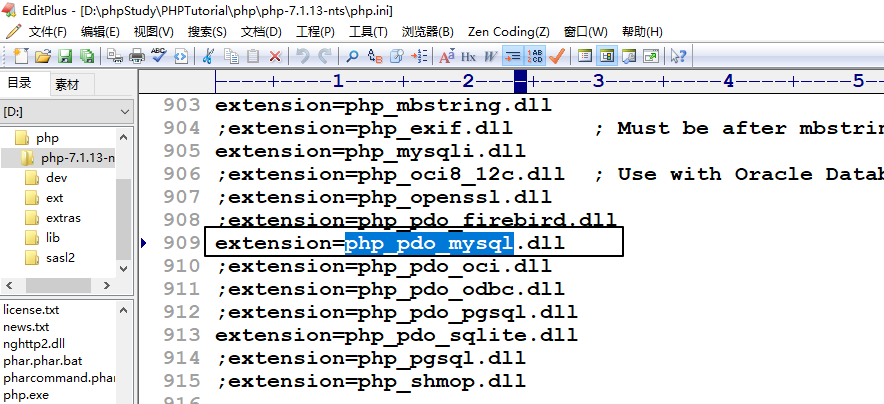 EditPlus - [D:\phpStudy\PHPTutorial\php\php-7.1.13-nts\php.ini]
文件(F) 编辑(E) 视图(V) 搜索(S) 文档(D) 工程(P) 工具(T) 浏览器(B) Zen Coding(C) 窗口(W) 帮助(H)
目录 素材
[D:]
php
php-7.1.13-n
dev
ext
extras
lib
sasl2
license.txt
news.txt
nghttp2.dll
phar.phar.bat
pharcommand.phar
php.exe
----+----1----+----2----+----3----+----4----+----5
903 extension=php_mbstring.dll
904 ;extension=php_exif.dll ; Must be after mbstrin
905 extension=php_mysqli.dll
906 ;extension=php_oci8_12c.dll ; Use with Oracle Datab
907 ;extension=php_openssl.dll
908 ;extension=php_pdo_firebird.dll
909 extension=php_pdo_mysql.dll
910 ;extension=php_pdo_oci.dll
911 ;extension=php_pdo_odbc.dll
912 ;extension=php_pdo_pgsql.dll
913 extension=php_pdo_sqlite.dll
914 ;extension=php_pgsql.dll
915 ;extension=php_shmop.dll
916